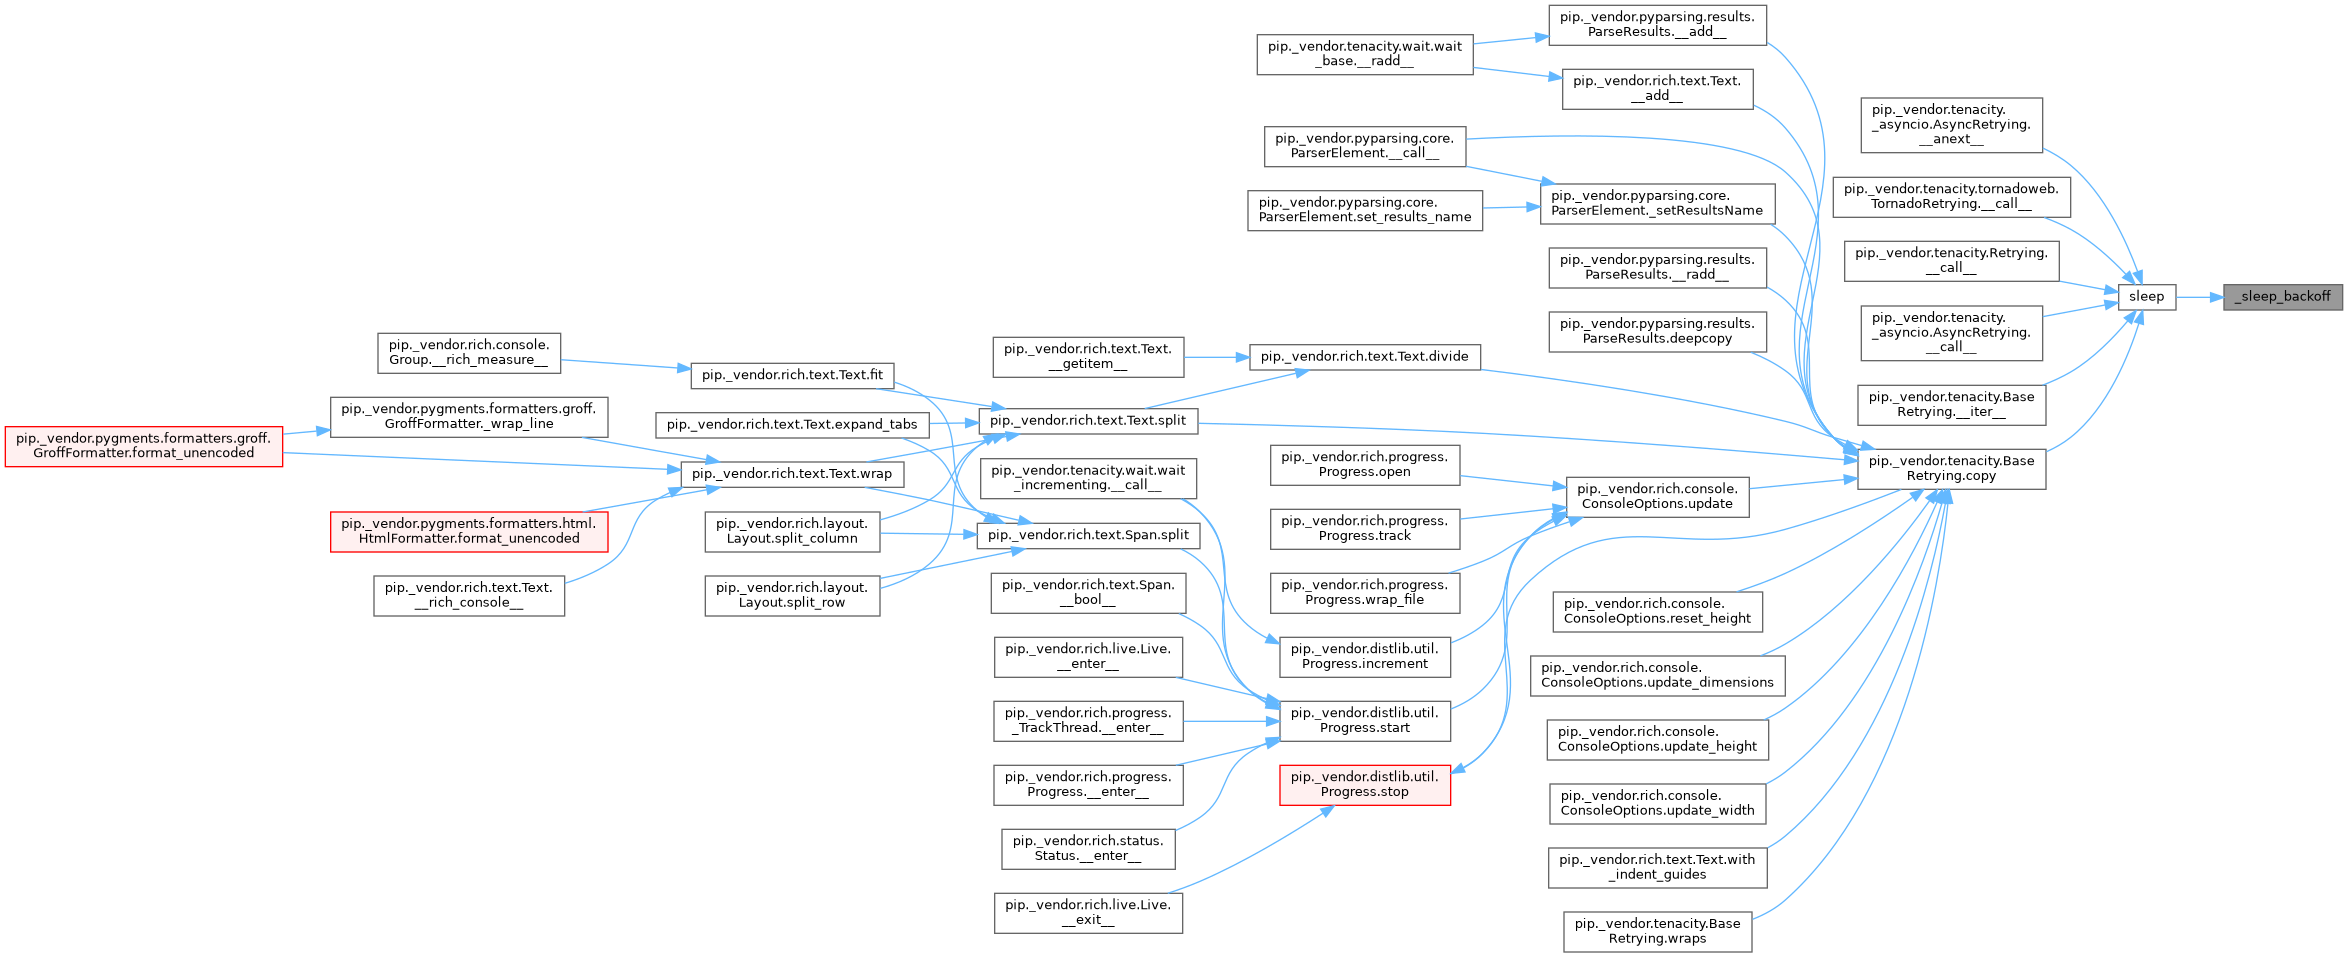 pip._vendor.pyparsing.results.
ParseResults.__add__
pip._vendor.tenacity.wait.wait
_base.__radd__
pip._vendor.rich.text.Text.
__add__
pip._vendor.tenacity.
_asyncio.AsyncRetrying.
__anext__
pip._vendor.pyparsing.core.
ParserElement.__call__
pip._vendor.tenacity.tornadoweb.
TornadoRetrying.__call__
pip._vendor.pyparsing.core.
ParserElement._setResultsName
pip._vendor.pyparsing.core.
ParserElement.set_results_name
pip._vendor.tenacity.Retrying.
__call__
pip._vendor.pyparsing.results.
ParseResults.__radd__
sleep
_sleep_backoff
pip._vendor.tenacity.
_asyncio.AsyncRetrying.
__call__
pip._vendor.pyparsing.results.
ParseResults.deepcopy
pip._vendor.rich.console.
Group.__rich_measure__
pip._vendor.rich.text.Text.
__getitem__
pip._vendor.rich.text.Text.divide
pip._vendor.rich.text.Text.fit
pip._vendor.tenacity.Base
Retrying.__iter__
pip._vendor.pygments.formatters.groff.
GroffFormatter._wrap_line
pip._vendor.rich.text.Text.expand_tabs
pip._vendor.rich.text.Text.split
pip._vendor.pygments.formatters.groff.
GroffFormatter.format_unencoded
pip._vendor.rich.text.Text.wrap
pip._vendor.tenacity.wait.wait
_incrementing.__call__
pip._vendor.rich.progress.
Progress.open
pip._vendor.tenacity.Base
Retrying.copy
pip._vendor.rich.console.
ConsoleOptions.update
pip._vendor.pygments.formatters.html.
HtmlFormatter.format_unencoded
pip._vendor.rich.layout.
Layout.split_column
pip._vendor.rich.text.Span.split
pip._vendor.rich.progress.
Progress.track
pip._vendor.rich.text.Text.
__rich_console__
pip._vendor.rich.layout.
Layout.split_row
pip._vendor.rich.text.Span.
__bool__
pip._vendor.rich.progress.
Progress.wrap_file
pip._vendor.rich.console.
ConsoleOptions.reset_height
pip._vendor.rich.live.Live.
__enter__
pip._vendor.distlib.util.
Progress.increment
pip._vendor.rich.console.
ConsoleOptions.update_dimensions
pip._vendor.rich.progress.
_TrackThread.__enter__
pip._vendor.distlib.util.
Progress.start
pip._vendor.rich.console.
ConsoleOptions.update_height
pip._vendor.rich.progress.
Progress.__enter__
pip._vendor.distlib.util.
Progress.stop
pip._vendor.rich.console.
ConsoleOptions.update_width
pip._vendor.rich.status.
Status.__enter__
pip._vendor.rich.text.Text.with
_indent_guides
pip._vendor.rich.live.Live.
__exit__
pip._vendor.tenacity.Base
Retrying.wraps